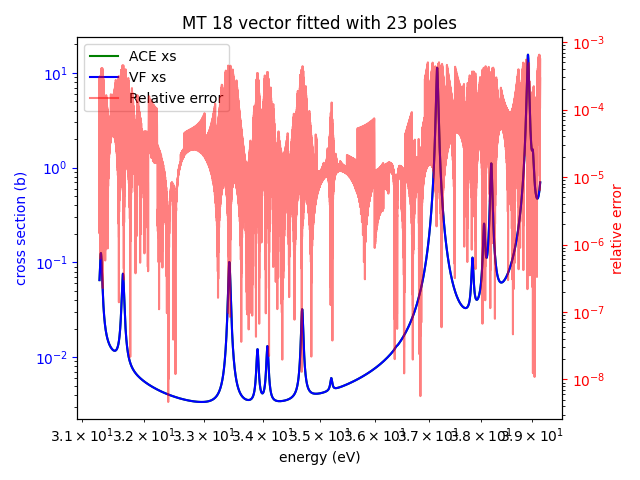 MT 18 vector fitted with 23 poles
ACE xs
VF xs
Relative error
cross section (b)
10¹
10⁰
10⁻¹
10⁻²
10⁻³
10⁻⁴
10⁻⁵
10⁻⁶
10⁻⁷
10⁻⁸
relative error
3.1 × 10¹ 3.2 × 10¹ 3.3 × 10¹ 3.4 × 10¹ 3.5 × 10¹ 3.6 × 10¹ 3.7 × 10¹ 3.8 × 10¹ 3.9 × 10¹
energy (eV)